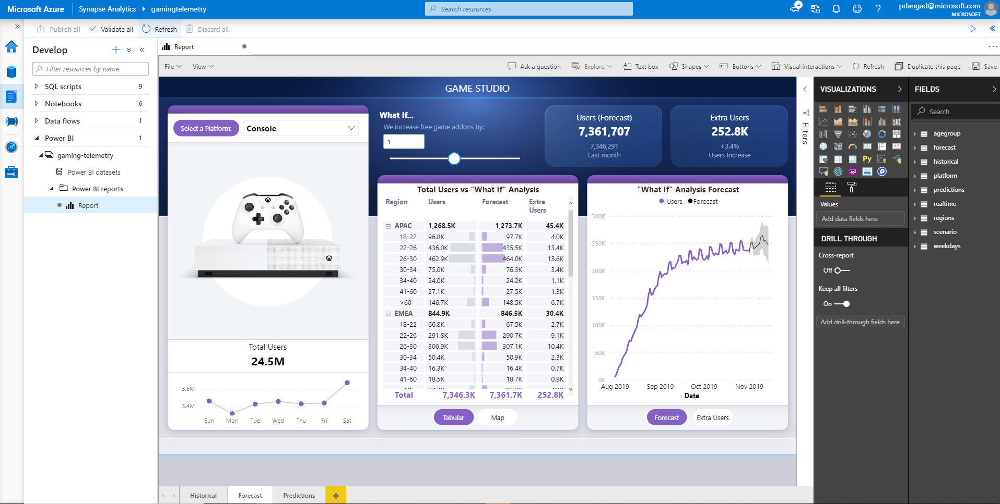 Microsoft Azure
Synapse Analytics
gamingtelemetry
Search resources
4
prlangad@microsoft.com
MICROSOFT
Publish all
Validate all
Refresh
Discard all
Develop
Filter resources by name
SQL scripts 9
Notebooks 6
Data flows 1
Power BI 1
gaming-telemetry
Power BI datasets
Power BI reports
Report
Report
File
View
Ask a question
Explore
Text box
Shapes
Buttons
Visual interactions
Refresh
Duplicate this page
Save
GAME STUDIO
Select a Platform:
Console
Total Users
24.5M
3.6M
3.4M
Sun Mon Tue Wed Thu Fri Sat
What If...
We increase free game addons by:
1
Users (Forecast)
7,361,707
7,346,291
Last month
Extra Users
252.8K
+3.4%
Users Increase
Total Users vs "What If" Analysis
Region Users Forecast Extra Users
APAC 1,268.5K 1,273.7K 45.4K
18-22 96.8K 97.7K 4.0K
22-26 436.0K 435.5K 13.4K
26-30 462.9K 464.0K 15.6K
30-34 75.0K 76.3K 3.4K
34-40 24.0K 24.2K 1.1K
41-60 27.1K 27.5K 1.3K
>60 146.7K 148.5K 6.7K
EMEA 844.9K 846.5K 30.4K
18-22 66.8K 67.5K 2.7K
22-26 291.8K 290.7K 9.1K
26-30 306.9K 307.1K 10.4K
30-34 50.4K 50.9K 2.3K
34-40 16.3K 16.4K 0.7K
41-60 18.5K 18.7K 0.9K
Total 7,346.3K 7,361.7K 252.8K
Tabular
Map
"What If" Analysis Forecast
Users Forecast
300K
250K
200K
150K
100K
50K
0K
Aug 2019 Sep 2019 Oct 2019 Nov 2019
Date
Forecast
Extra Users
Filters
VISUALIZATIONS
Py
Values
Add data fields here
DRILL THROUGH
Cross-report
Off
Keep all filters
On
Add drill-through fields here
FIELDS
Search
agegroup
forecast
historical
platform
predictions
realtime
regions
scenario
weekdays
Historical
Forecast
Predictions